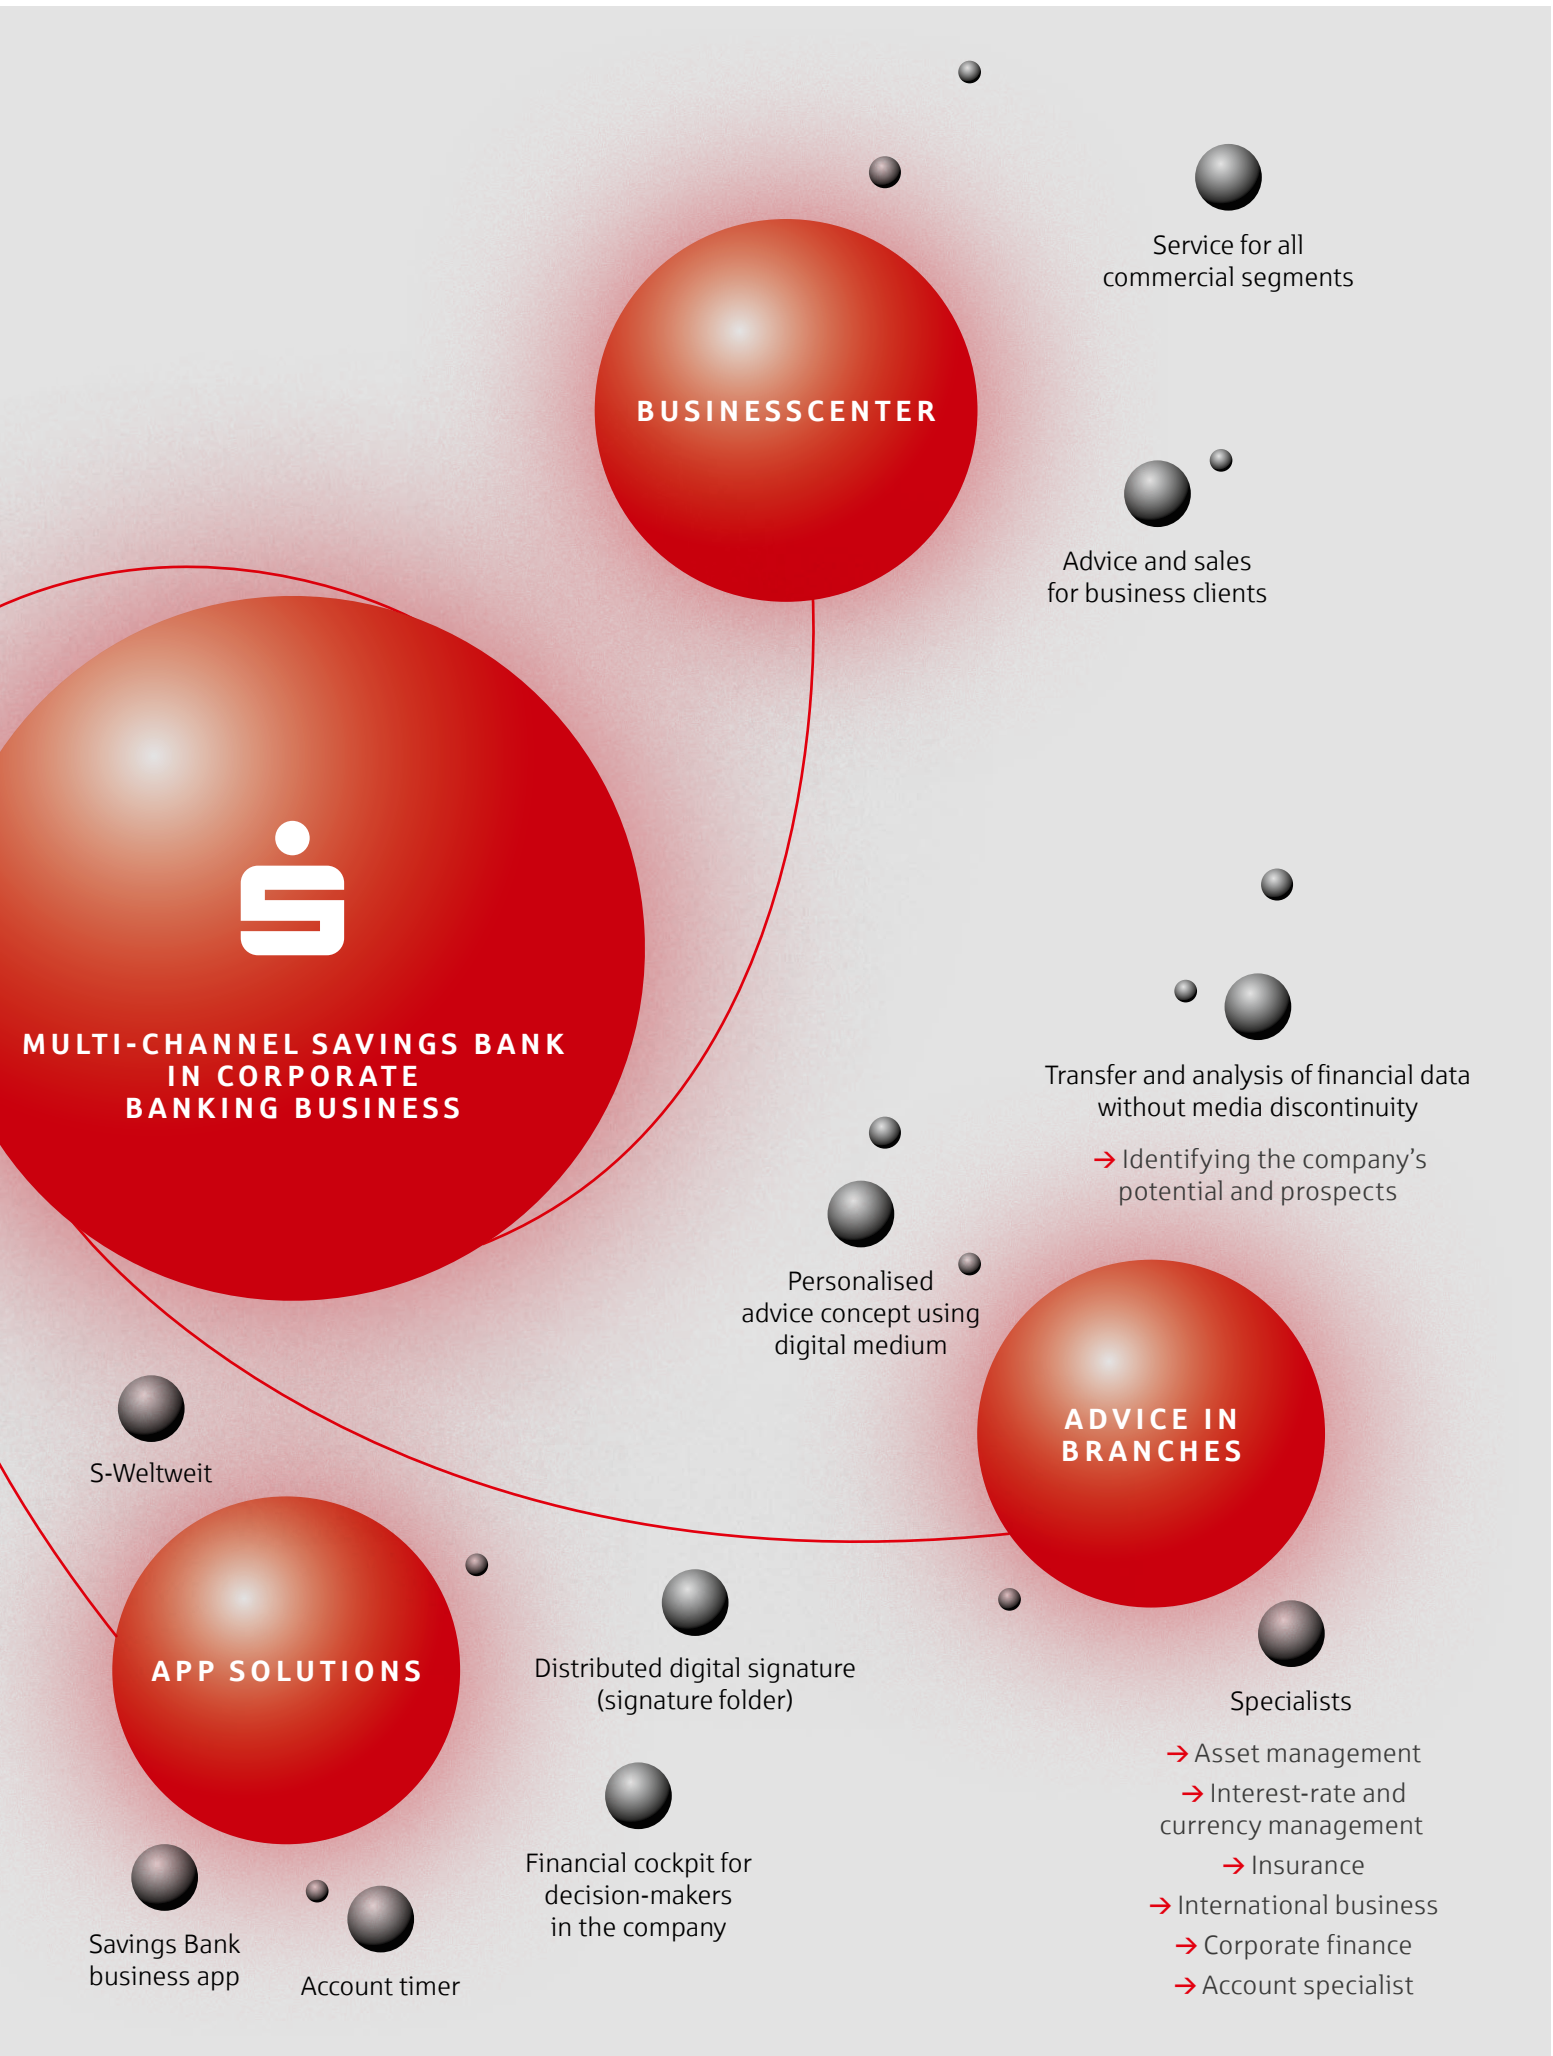 Service for all
commercial segments
BUSINESSCENTER
Advice and sales
for business clients
MULTI-CHANNEL SAVINGS BANK
IN CORPORATE
BANKING BUSINESS
Transfer and analysis of financial data
without media discontinuity
→ Identifying the company’s
potential and prospects
Personalised
advice concept using
digital medium
ADVICE IN
BRANCHES
S-Weltweit
APP SOLUTIONS
Distributed digital signature
(signature folder)
Specialists
→ Asset management
→ Interest-rate and
currency management
→ Insurance
→ International business
→ Corporate finance
→ Account specialist
Financial cockpit for
decision-makers
in the company
Savings Bank
business app
Account timer